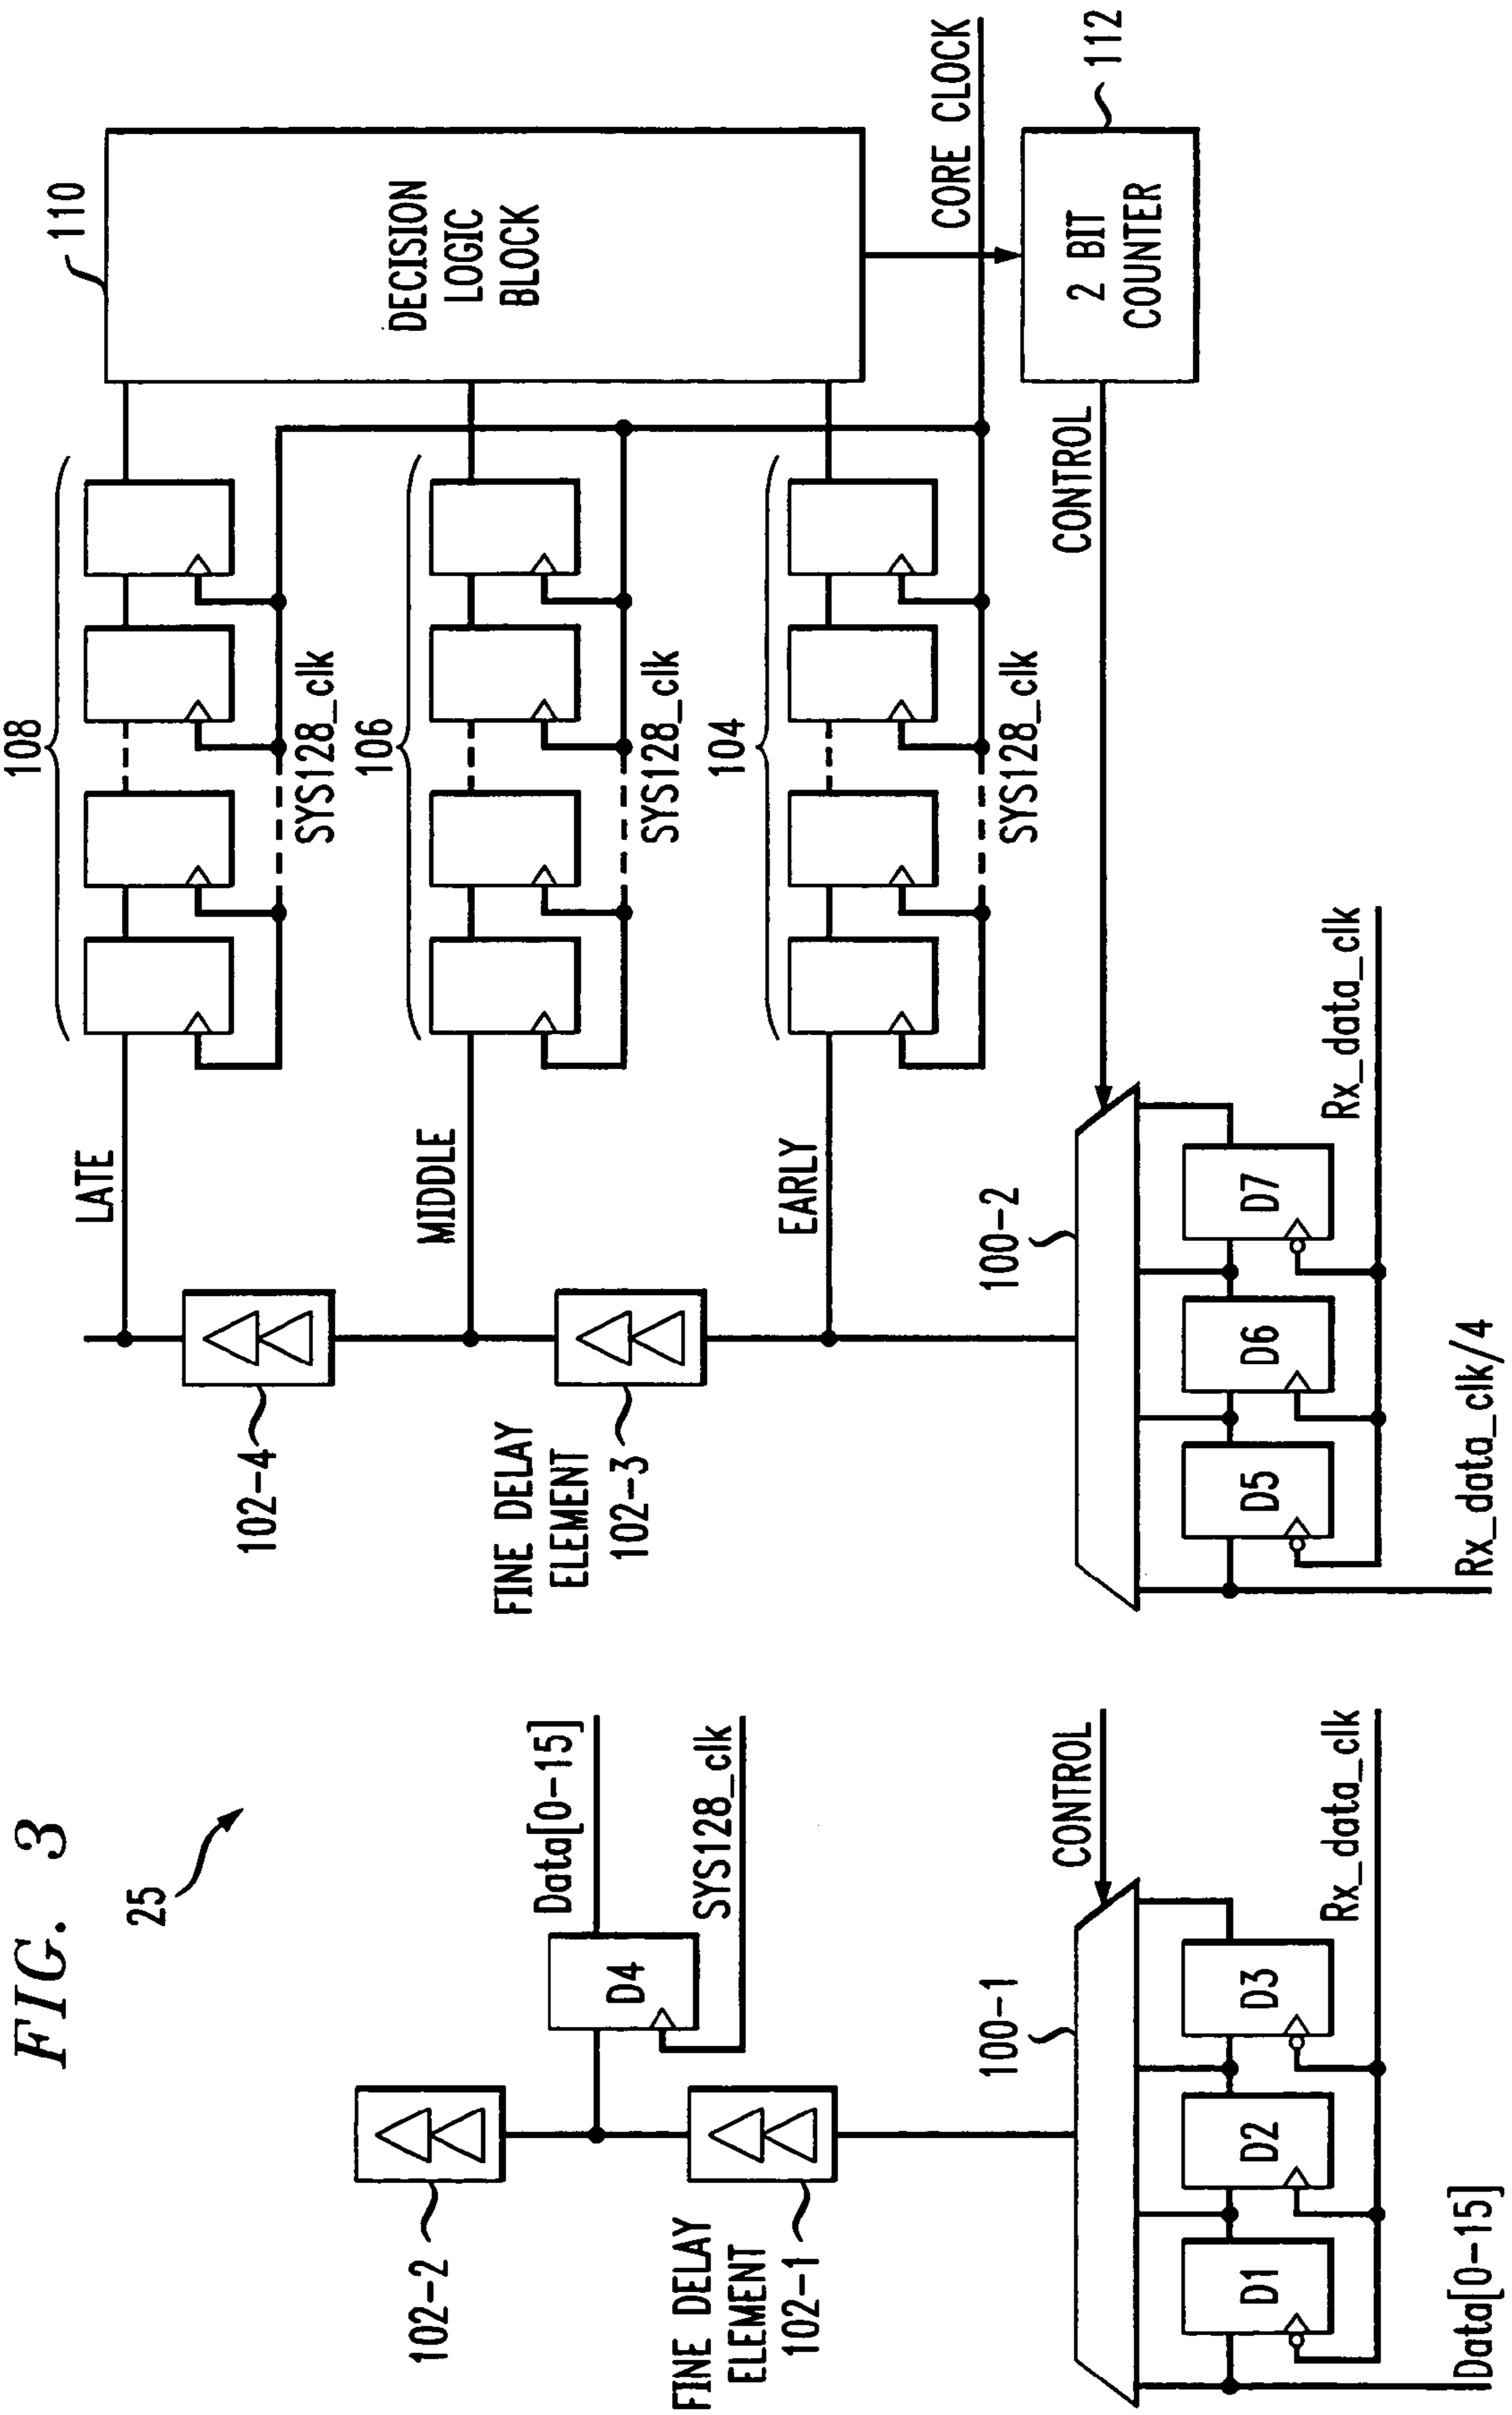 FIG. 3
25
102-2
FINE DELAY
ELEMENT
102-1
D4
Data[0-15]
SYS128_clk
100-1
CONTROL
D1
D2
D3
Rx_data_clk
Data[0-15]
108
LATE
SYS128_clk
102-4
106
MIDDLE
SYS128_clk
FINE DELAY
ELEMENT
102-3
104
EARLY
SYS128_clk
110
DECISION
LOGIC
BLOCK
CORE CLOCK
2 BIT
COUNTER
112
CONTROL
100-2
D5
D6
D7
Rx_data_clk
Rx_data_clk/4